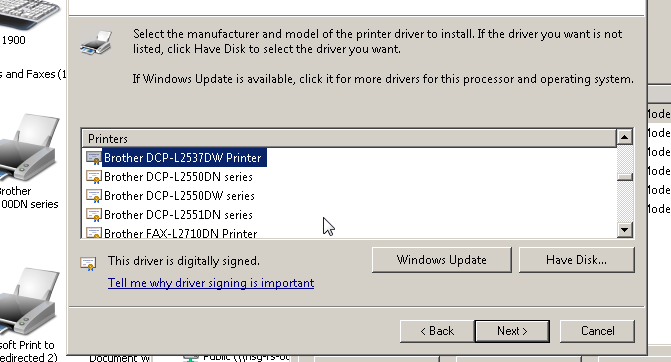 1900
s and Faxes (1
Brother
00DN series
soft Print to
edirected 2)
Select the manufacturer and model of the printer driver to install. If the driver you want is not
listed, click Have Disk to select the driver you want.
If Windows Update is available, click it for more drivers for this processor and operating system.
Printers
Brother DCP-L2537DW Printer
Brother DCP-L2550DN series
Brother DCP-L2550DW series
Brother DCP-L2551DN series
Brother FAX-L2710DN Printer
This driver is digitally signed.
Tell me why driver signing is important
Windows Update
Have Disk...
< Back
Next >
Cancel
Mode
Mode
Mode
Mode
Mode
Mode
Document W
Public (\\nsg-fs-0